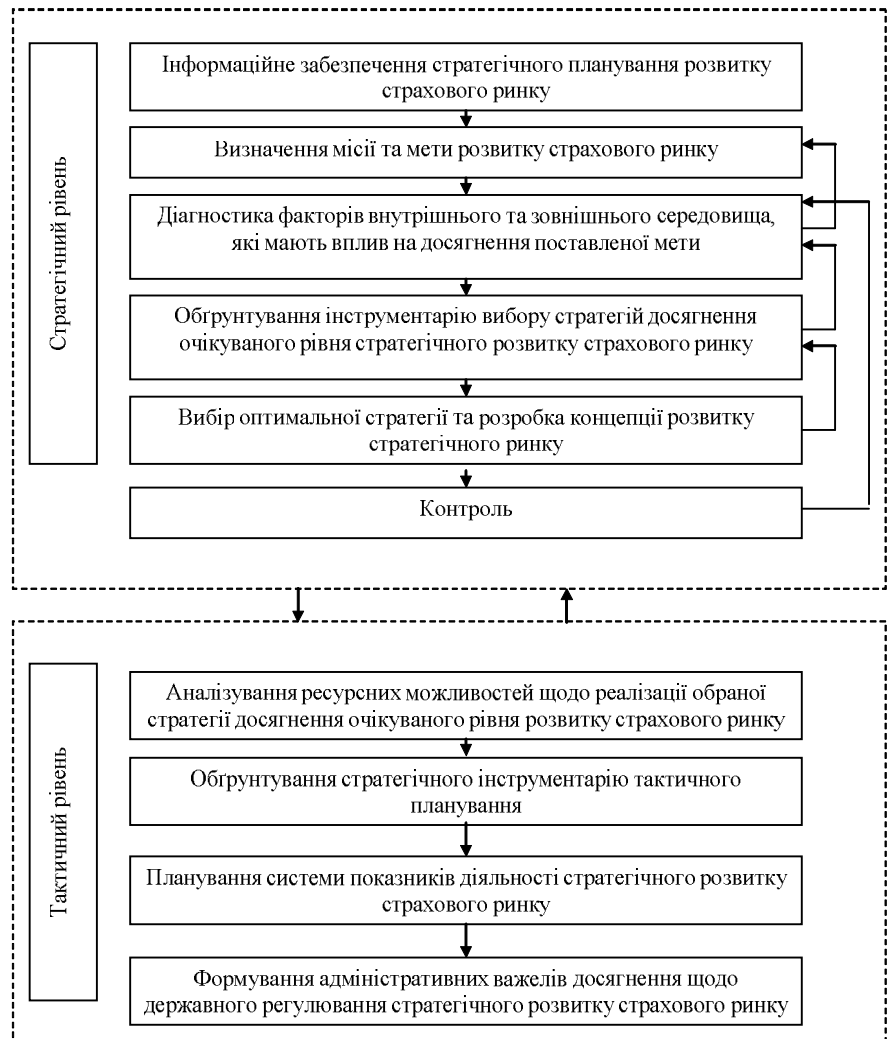 Стратегічний рівень
Інформаційне забезпечення стратегічного планування розвитку
страхового ринку
Визначення місії та мети розвитку страхового ринку
Діагностика факторів внутрішнього та зовнішнього середовища,
які мають вплив на досягнення поставленої мети
Обґрунтування інструментарію вибору стратегій досягнення
очікуваного рівня стратегічного розвитку страхового ринку
Вибір оптимальної стратегії та розробка концепції розвитку
стратегічного ринку
Контроль
Тактичний рівень
Аналізування ресурсних можливостей щодо реалізації обраної
стратегії досягнення очікуваного рівня розвитку страхового ринку
Обґрунтування стратегічного інструментарію тактичного
планування
Планування системи показників діяльності стратегічного розвитку
страхового ринку
Формування адміністративних важелів досягнення щодо
державного регулювання стратегічного розвитку страхового ринку